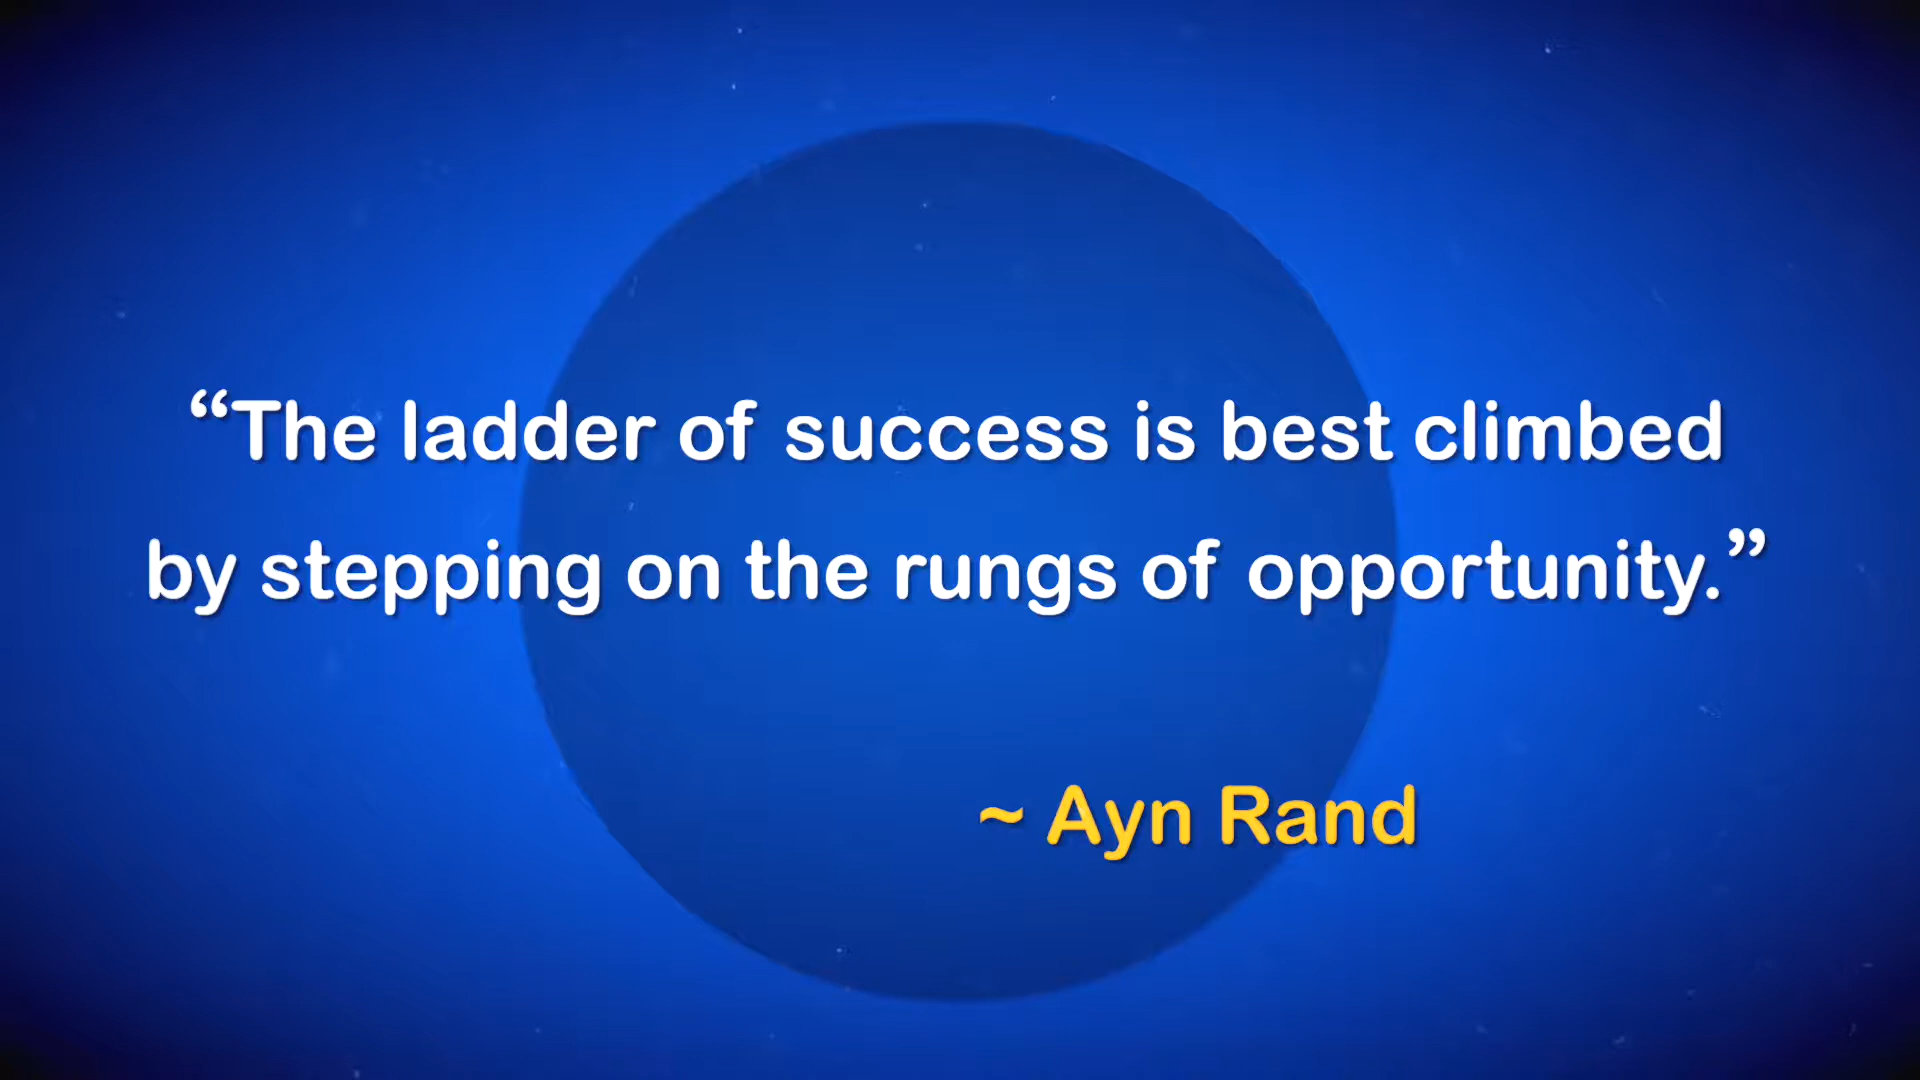 “The ladder of success is best climbed
by stepping on the rungs of opportunity.”
~ Ayn Rand